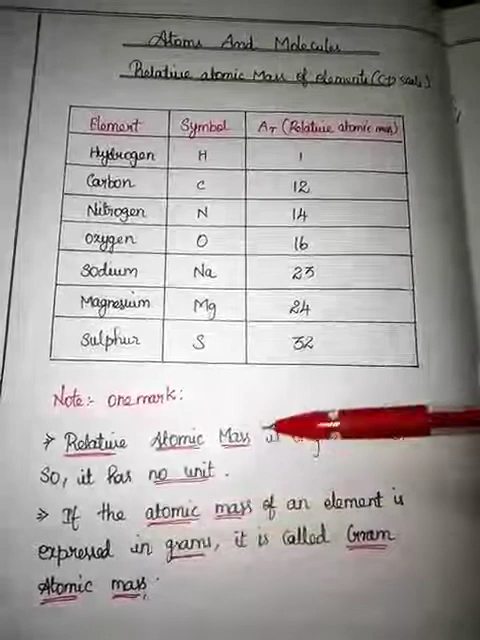 Atoms And Molecules
Relative atomic Mass of elements (C-12 scale)
Element Symbol Ar (Relative atomic mass)
Hydrogen H 1
Carbon C 12
Nitrogen N 14
Oxygen O 16
Sodium Na 23
Magnesium Mg 24
Sulphur S 32
Note:- one mark:
→ Relative Atomic Mass
So, it has no unit.
→ If the atomic mass of an element is
expressed in grams, it is called Gram
Atomic mass.